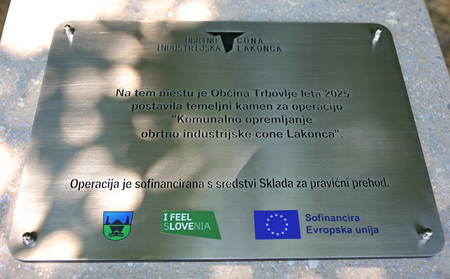 OBRTNO CONA
INDUSTRIJSKA LAKONCA
Na tem mestu je Občina Trbovlje leta 2025
postavila temeljni kamen za operacijo
"Komunalno opremljanje
obrtno industrijske cone Lakonca".
Operacija je sofinancirana s sredstvi Sklada za pravični prehod.
I FEEL
SLOVENIA
Sofinancira
Evropska unija